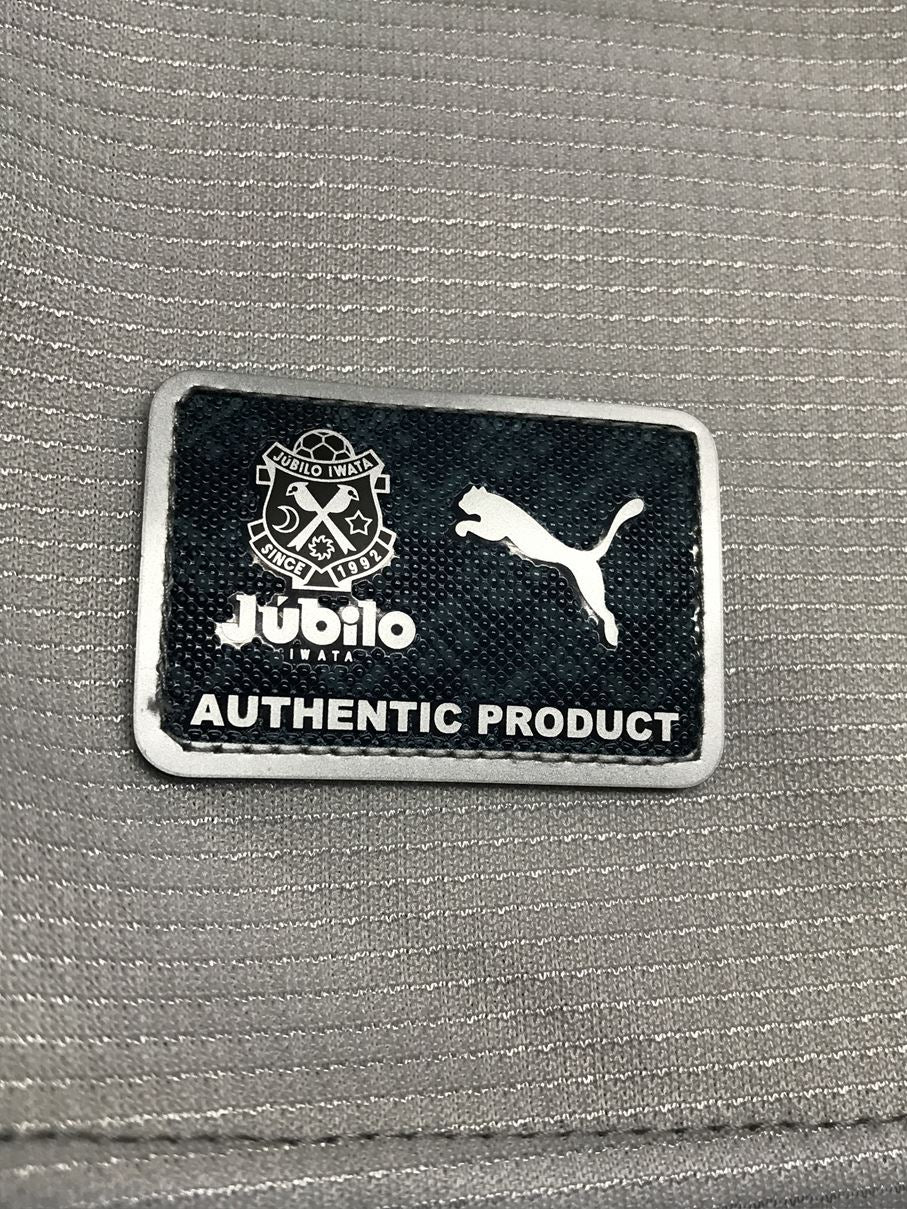 JÚBILO IWATA
SINCE 1992
Júbilo
IWATA
AUTHENTIC PRODUCT